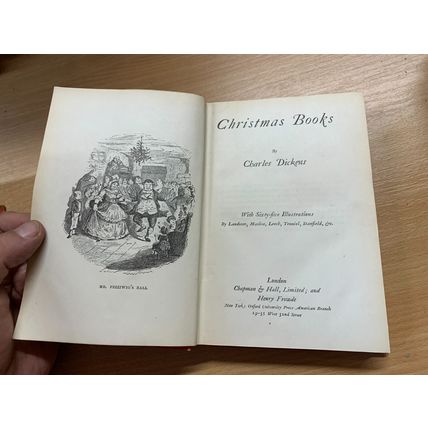 MR. FEZZIWIG'S BALL
Christmas Books
By
Charles Dickens
With Sixty-five Illustrations
By Landseer, Maclise, Leech, Tenniel, Stanfield, &c.
London
Chapman & Hall, Limited; and
Henry Frowde
New York: Oxford University Press American Branch
West 32nd Street